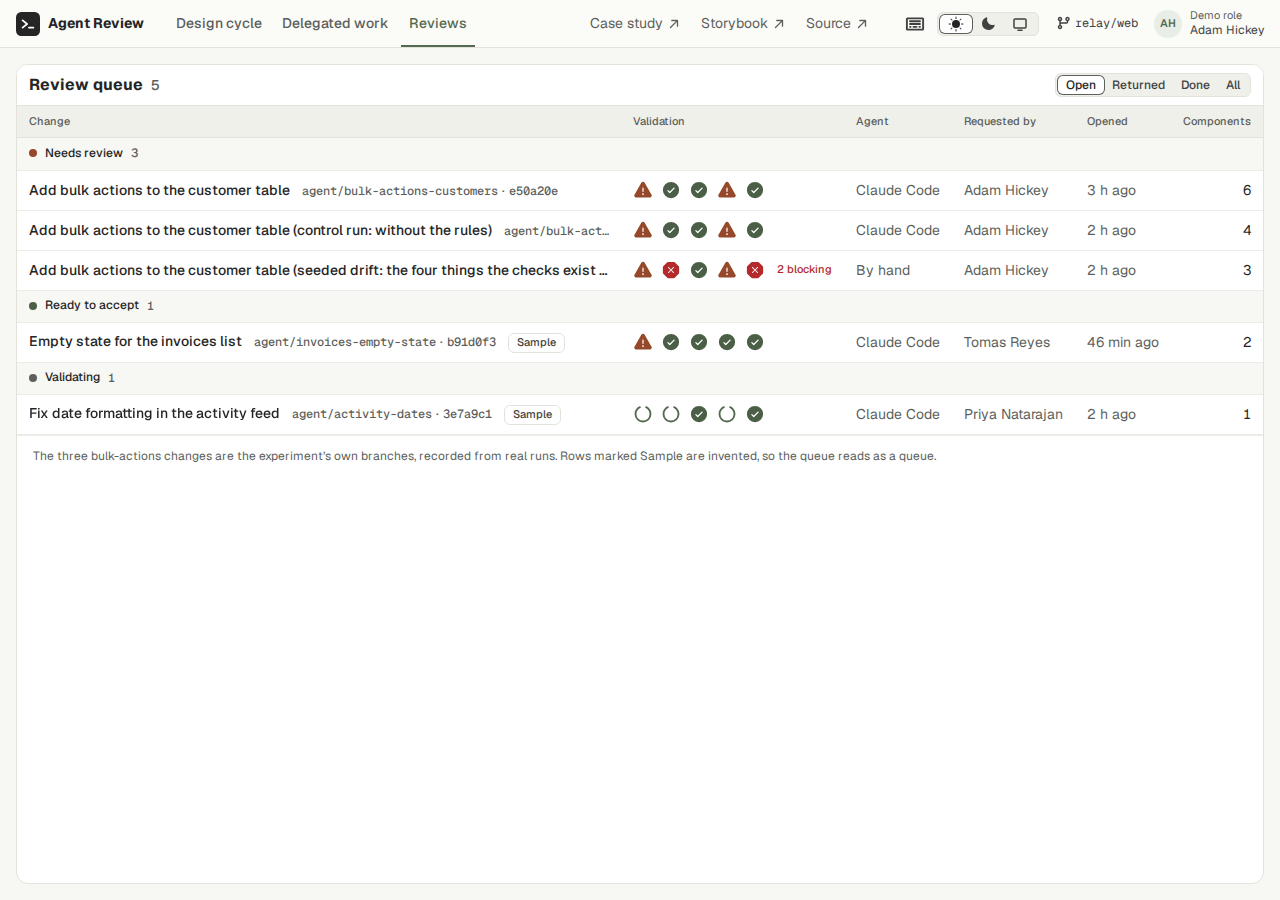 Agent Review Design cycle Delegated work Reviews Case study Storybook Source relay/web AH Demo role Adam Hickey
Review queue 5 Open Returned Done All
Change Validation Agent Requested by Opened Components
Needs review 3
Add bulk actions to the customer table agent/bulk-actions-customers · e50a20e Claude Code Adam Hickey 3 h ago 6
Add bulk actions to the customer table (control run: without the rules) agent/bulk-act… Claude Code Adam Hickey 2 h ago 4
Add bulk actions to the customer table (seeded drift: the four things the checks exist … 2 blocking By hand Adam Hickey 2 h ago 3
Ready to accept 1
Empty state for the invoices list agent/invoices-empty-state · b91d0f3 Sample Claude Code Tomas Reyes 46 min ago 2
Validating 1
Fix date formatting in the activity feed agent/activity-dates · 3e7a9c1 Sample Claude Code Priya Natarajan 2 h ago 1
The three bulk-actions changes are the experiment's own branches, recorded from real runs. Rows marked Sample are invented, so the queue reads as a queue.